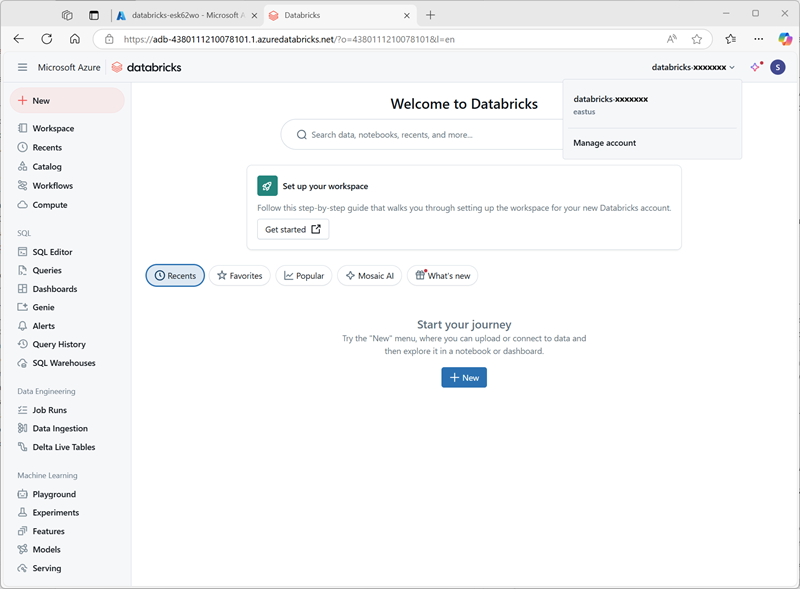 databricks-esk62wo - Microsoft A
Databricks
https://adb-4380111210078101.1.azuredatabricks.net/?o=4380111210078101&l=en
Microsoft Azure
databricks
databricks-xxxxxxx
S
databricks-xxxxxxx
eastus
Manage account
New
Workspace
Recents
Catalog
Workflows
Compute
SQL
SQL Editor
Queries
Dashboards
Genie
Alerts
Query History
SQL Warehouses
Data Engineering
Job Runs
Data Ingestion
Delta Live Tables
Machine Learning
Playground
Experiments
Features
Models
Serving
Welcome to Databricks
Search data, notebooks, recents, and more...
Set up your workspace
Follow this step-by-step guide that walks you through setting up the workspace for your new Databricks account.
Get started
Recents
Favorites
Popular
Mosaic AI
What's new
Start your journey
Try the "New" menu, where you can upload or connect to data and
then explore it in a notebook or dashboard.
New